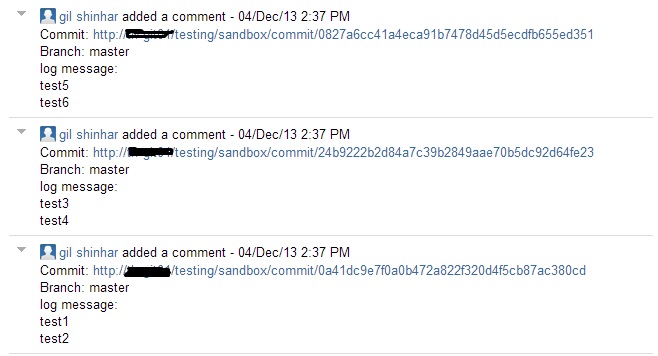 gil shinhar added a comment - 04/Dec/13 2:37 PM
Commit: http:// /testing/sandbox/commit/0827a6cc41a4eca91b7478d45d5ecdfb655ed351
Branch: master
log message:
test5
test6
gil shinhar added a comment - 04/Dec/13 2:37 PM
Commit: http:// /testing/sandbox/commit/24b9222b2d84a7c39b2849aae70b5dc92d64fe23
Branch: master
log message:
test3
test4
gil shinhar added a comment - 04/Dec/13 2:37 PM
Commit: http:// /testing/sandbox/commit/0a41dc9e7f0a0b472a822f320d4f5cb87ac380cd
Branch: master
log message:
test1
test2